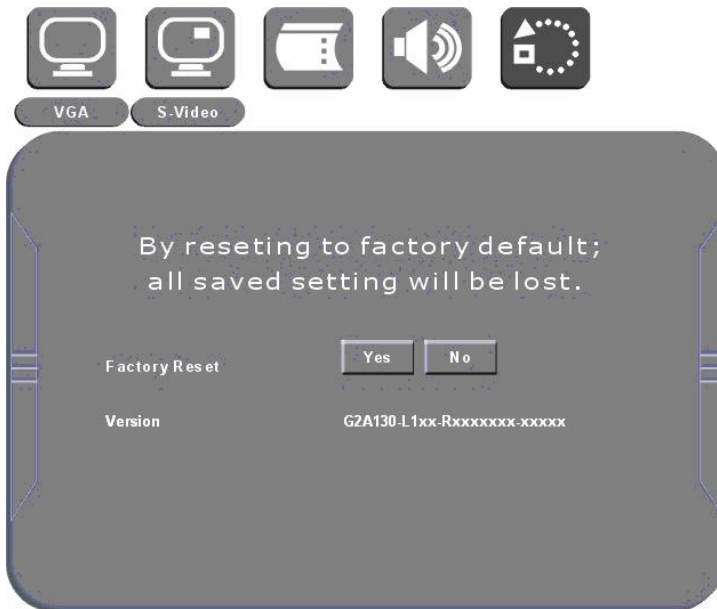 VGA
S-Video
By reseting to factory default;
all saved setting will be lost.
Factory Reset
Yes
No
Version
G2A130-L1xx-Rxxxxxxx-xxxxx